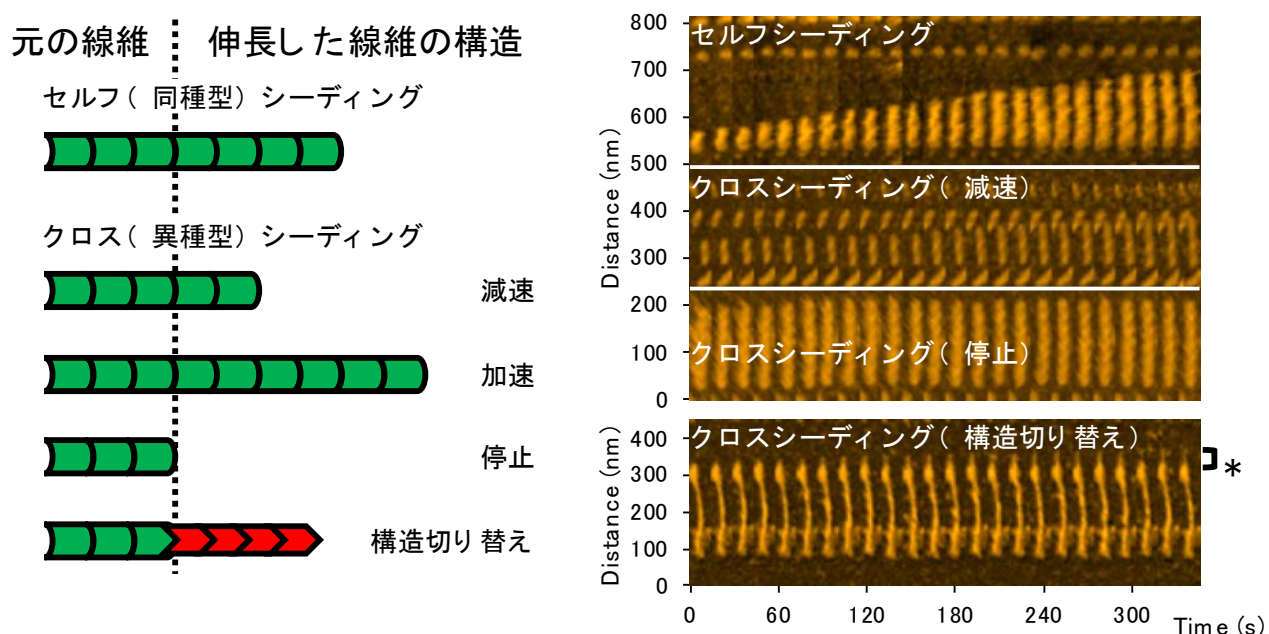 元の線維
伸長した線維の構造
セルフ(同種型)シーディング
クロス(異種型)シーディング
減速
加速
停止
構造切り替え
Distance (nm)
800
700
600
500
400
300
200
100
0
セルフシーディング
クロスシーディング(減速)
クロスシーディング(停止)
Distance (nm)
400
300
200
100
0
クロスシーディング(構造切り替え)
*
0
60
120
180
240
300
Time (s)